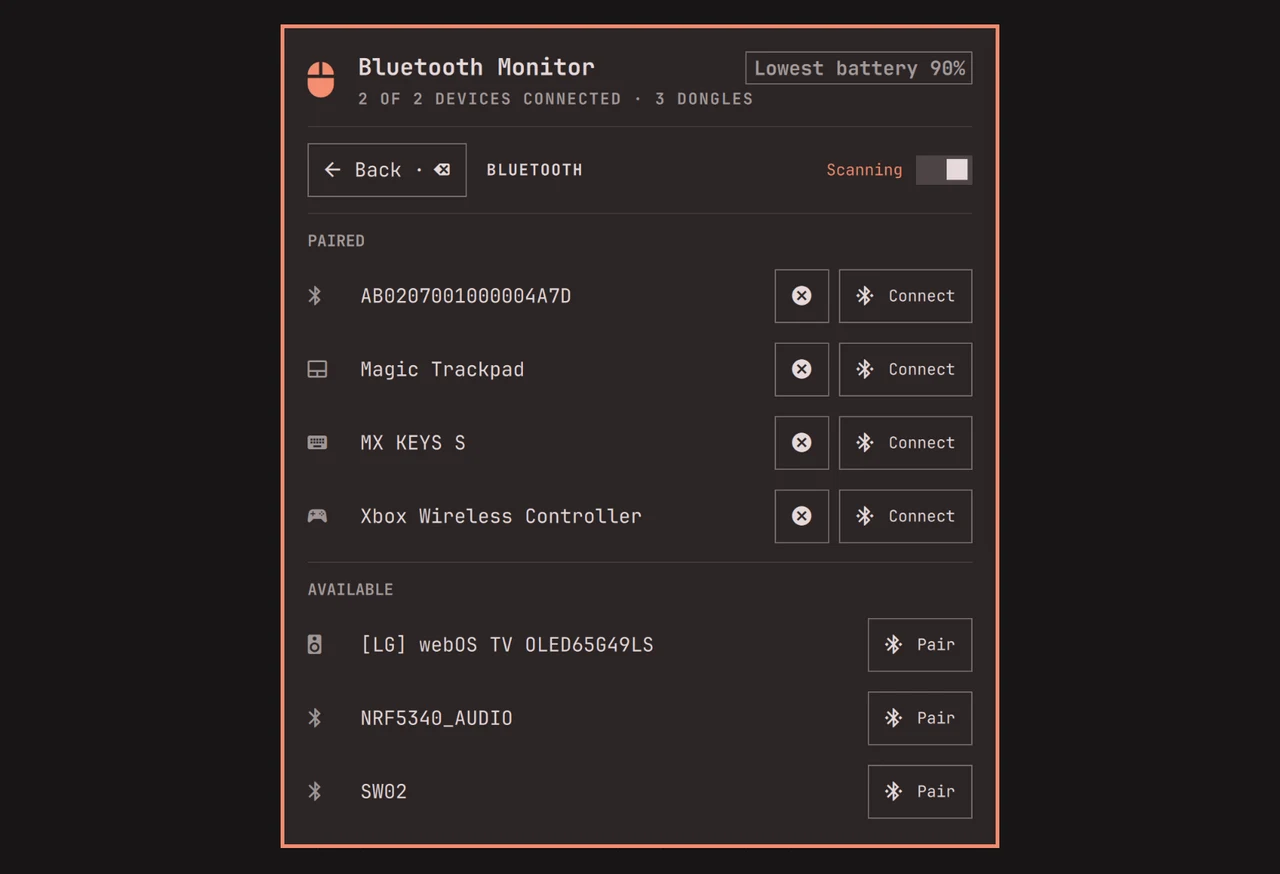 Bluetooth Monitor
Lowest battery 90%
2 OF 2 DEVICES CONNECTED · 3 DONGLES
← Back · ⌫
BLUETOOTH
Scanning
PAIRED
AB0207001000004A7D
Connect
Magic Trackpad
Connect
MX KEYS S
Connect
Xbox Wireless Controller
Connect
AVAILABLE
[LG] webOS TV OLED65G49LS
Pair
NRF5340_AUDIO
Pair
SW02
Pair